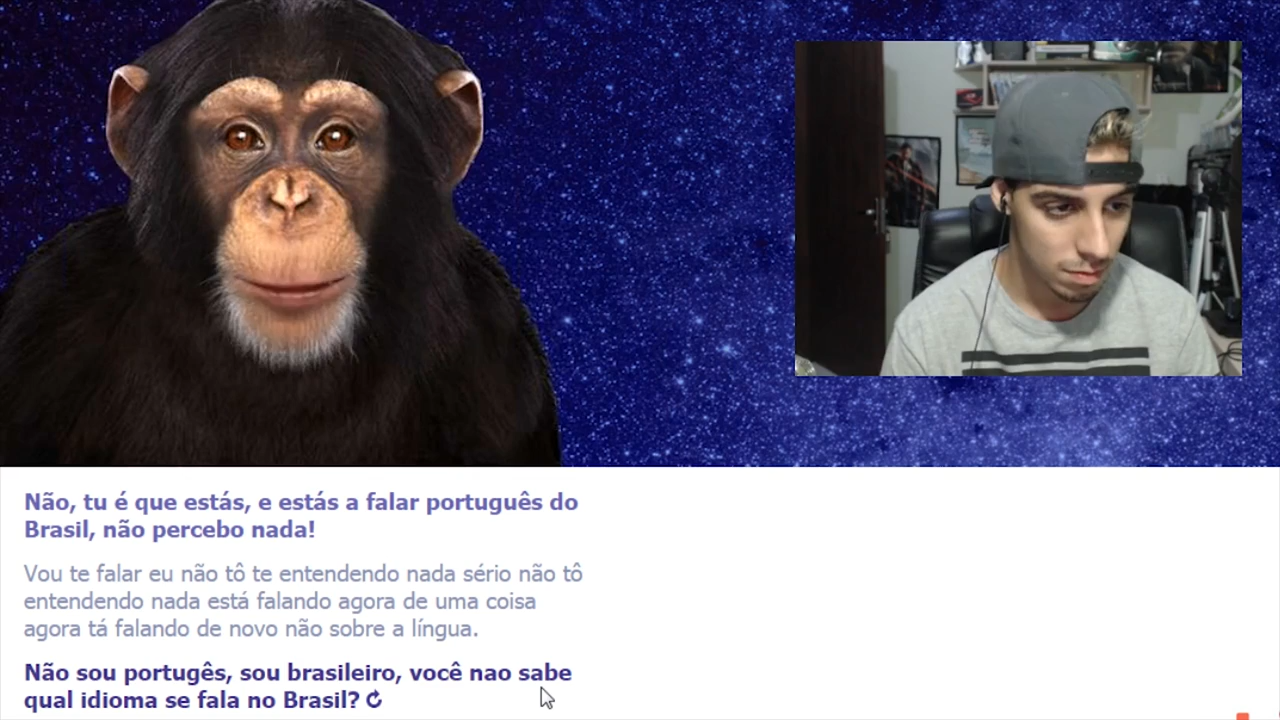 Não, tu é que estás, e estás a falar português do
Brasil, não percebo nada!
Vou te falar eu não tô te entendendo nada sério não tô
entendendo nada está falando agora de uma coisa
agora tá falando de novo não sobre a língua.
Não sou portugês, sou brasileiro, você nao sabe
qual idioma se fala no Brasil?